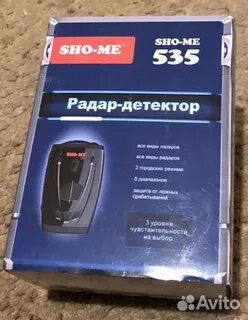 SHO-ME®
SHO-ME
535
Радар-детектор
SHO-ME
все виды лазеров
все виды радаров
2 городских режима
6 диапазонов
защита от ложных
срабатываний
3 уровня
чувствительности
на выбор
Avito